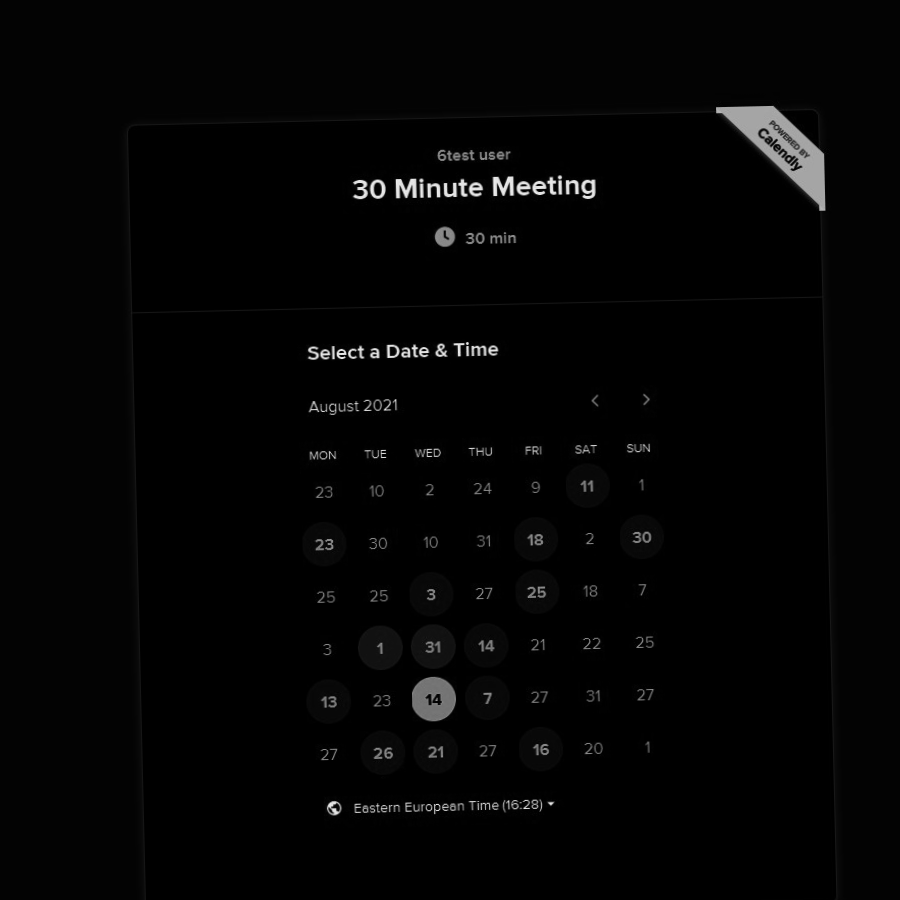 POWERED BY
Calendly
6test user
30 Minute Meeting
30 min
Select a Date & Time
August 2021
MON TUE WED THU FRI SAT SUN
23 10 2 24 9 11 1
23 30 10 31 18 2 30
25 25 3 27 25 18 7
3 1 31 14 21 22 25
13 23 14 7 27 31 27
27 26 21 27 16 20 1
Eastern European Time (16:28)